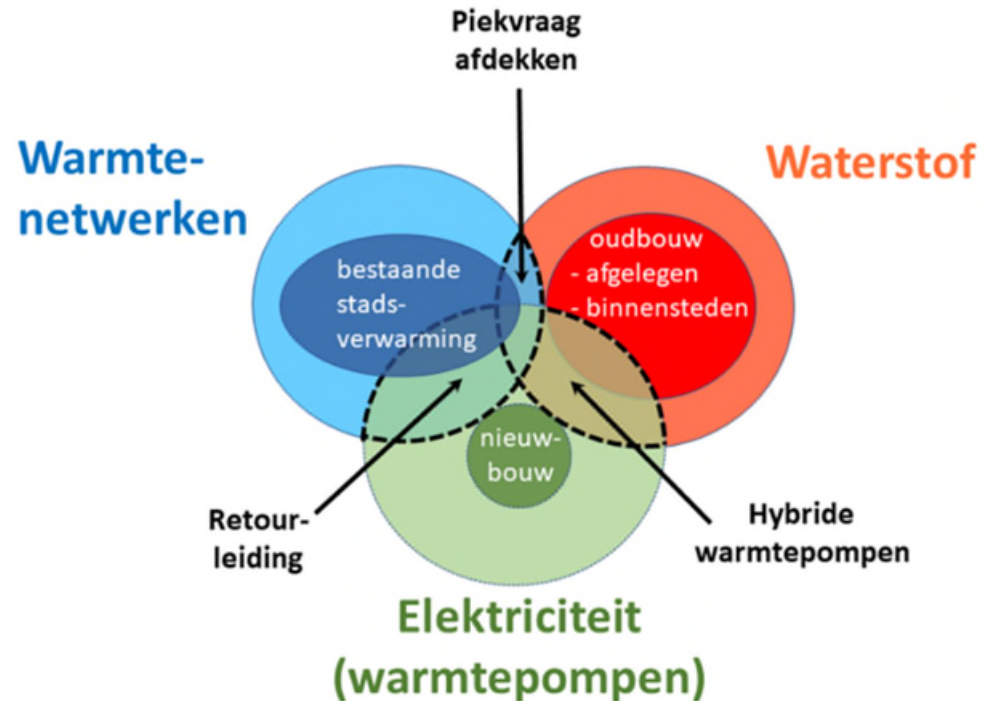 Piekvraag
afdekken
Warmte-
netwerken
Waterstof
bestaande
stads-
verwarming
oudbouw
- afgelegen
- binnensteden
nieuw-
bouw
Retour-
leiding
Hybride
warmtepompen
Elektriciteit
(warmtepompen)